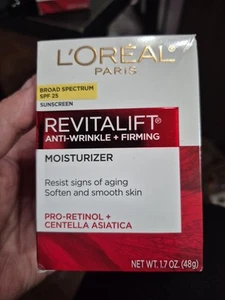 L'ORÉAL
PARIS
BROAD SPECTRUM
SPF 25
SUNSCREEN
REVITALIFT®
ANTI-WRINKLE + FIRMING
MOISTURIZER
Resist signs of aging
Soften and smooth skin
PRO-RETINOL +
CENTELLA ASIATICA
NET WT. 1.7 OZ. (48g)